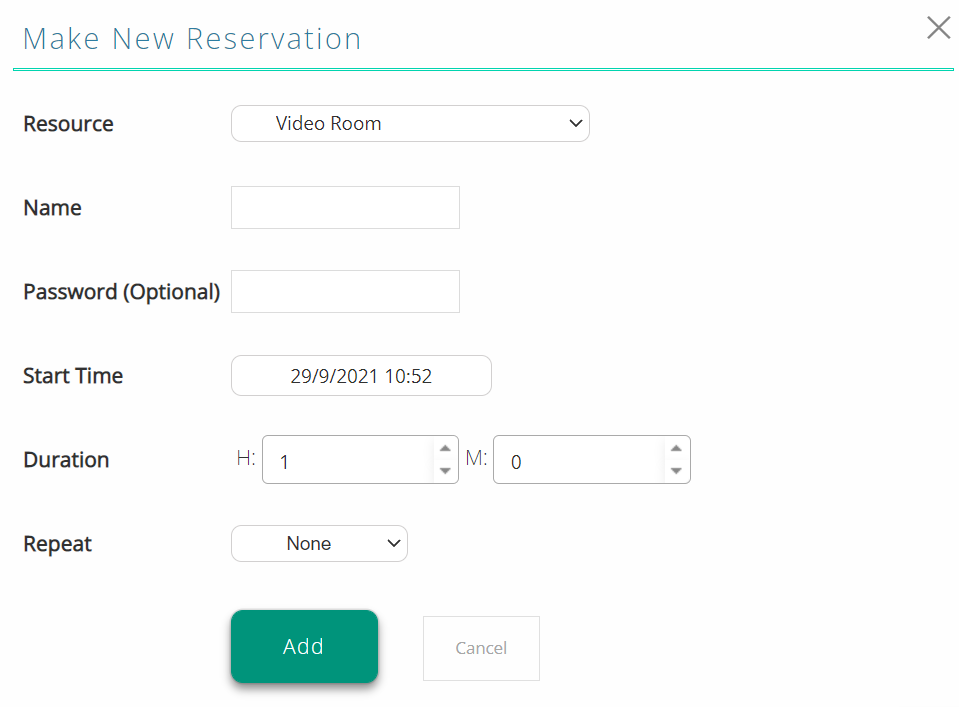 Make New Reservation
Resource Video Room
Name
Password (Optional)
Start Time 29/9/2021 10:52
Duration H: 1 M: 0
Repeat None
Add Cancel